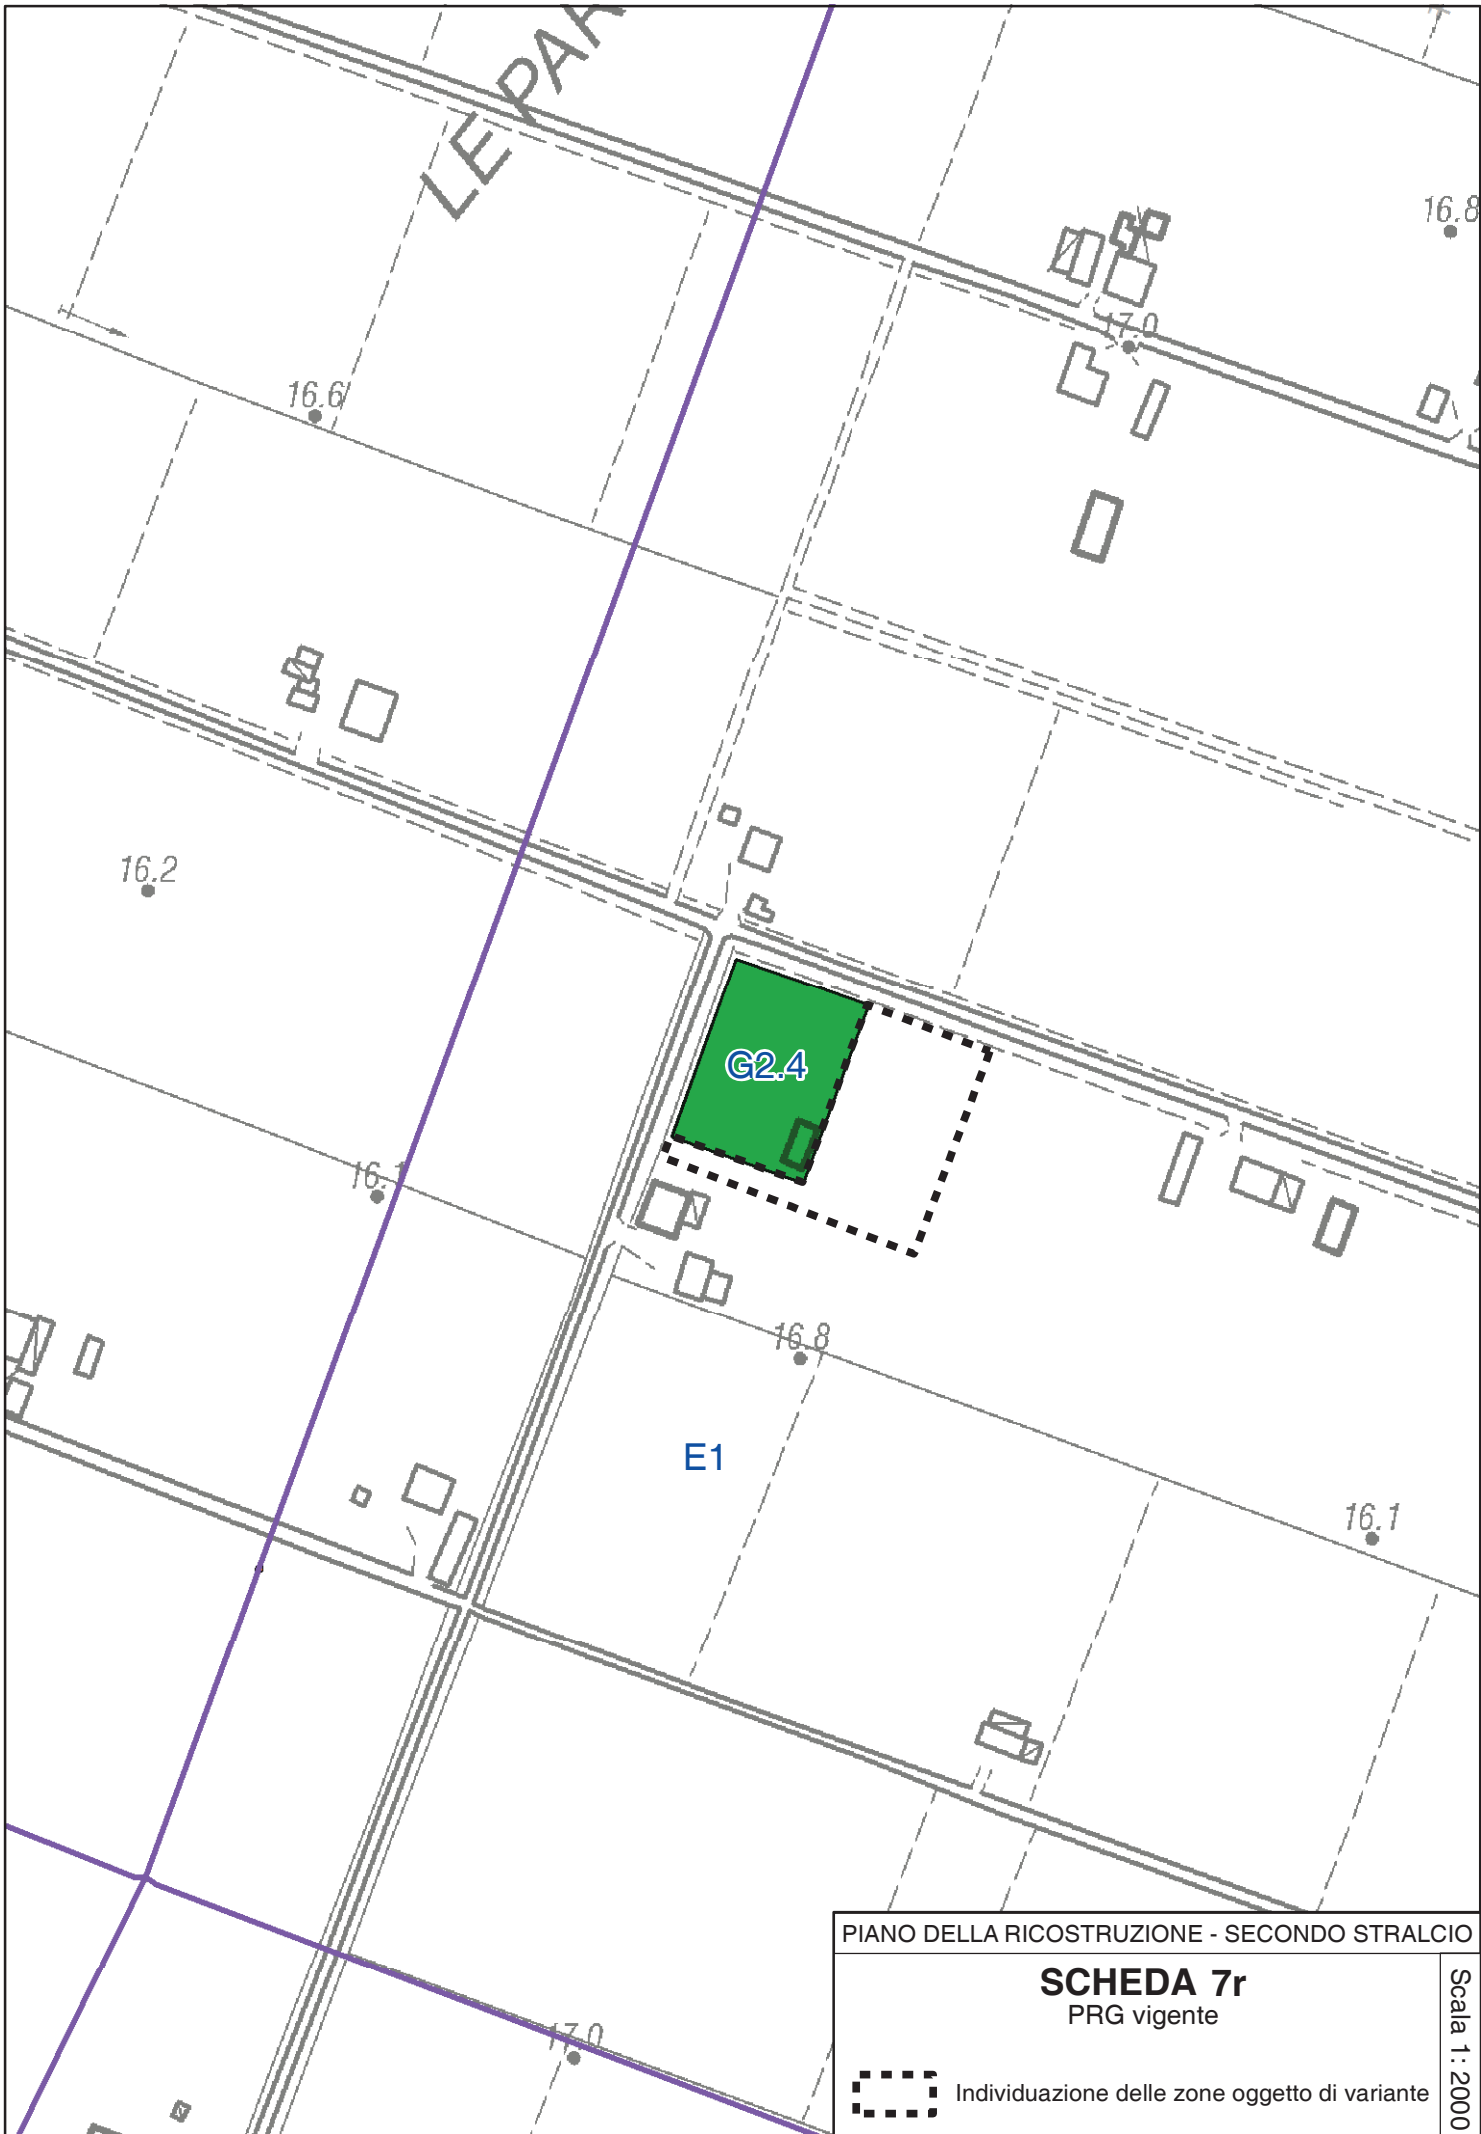 LE PAR
16.8
17.0
16.6
16.2
G2.4
16.1
16.8
E1
16.1
17.0
PIANO DELLA RICOSTRUZIONE - SECONDO STRALCIO
SCHEDA 7r
PRG vigente
Individuazione delle zone oggetto di variante
Scala 1: 2000